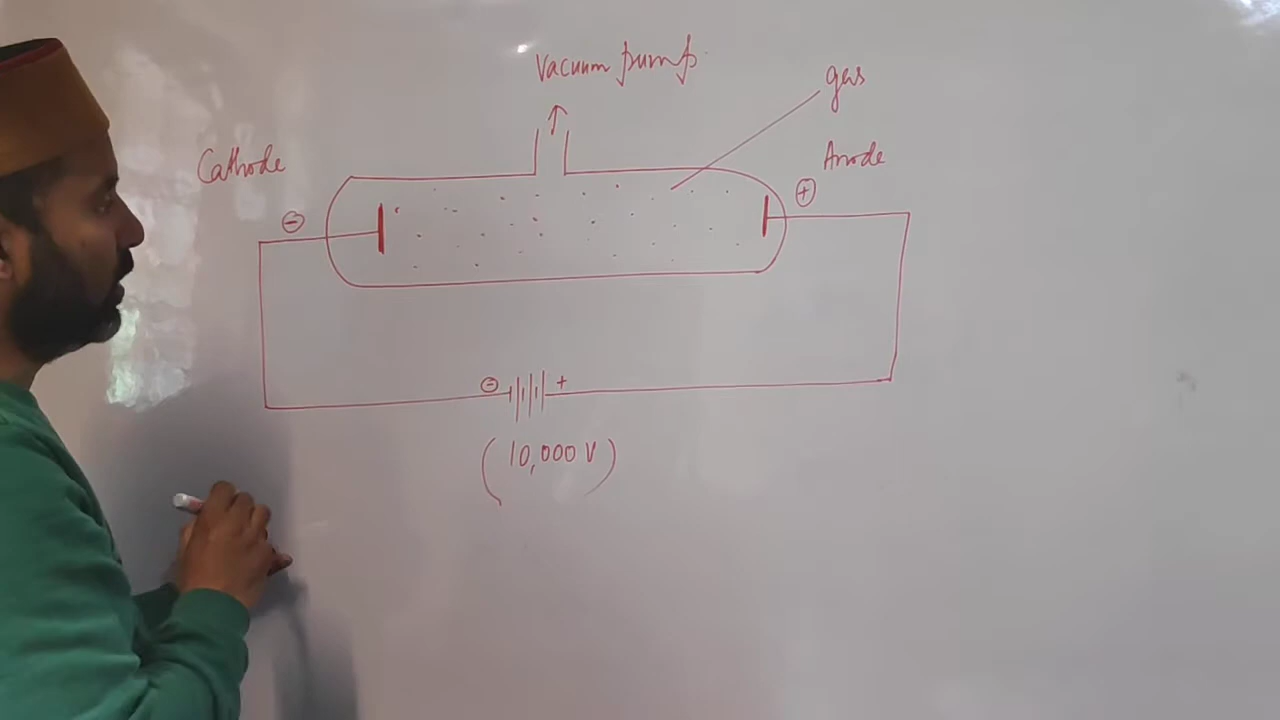 Vacuum pump
gas
Cathode
Anode
⊖
⊕
⊖ +
(10,000 V)